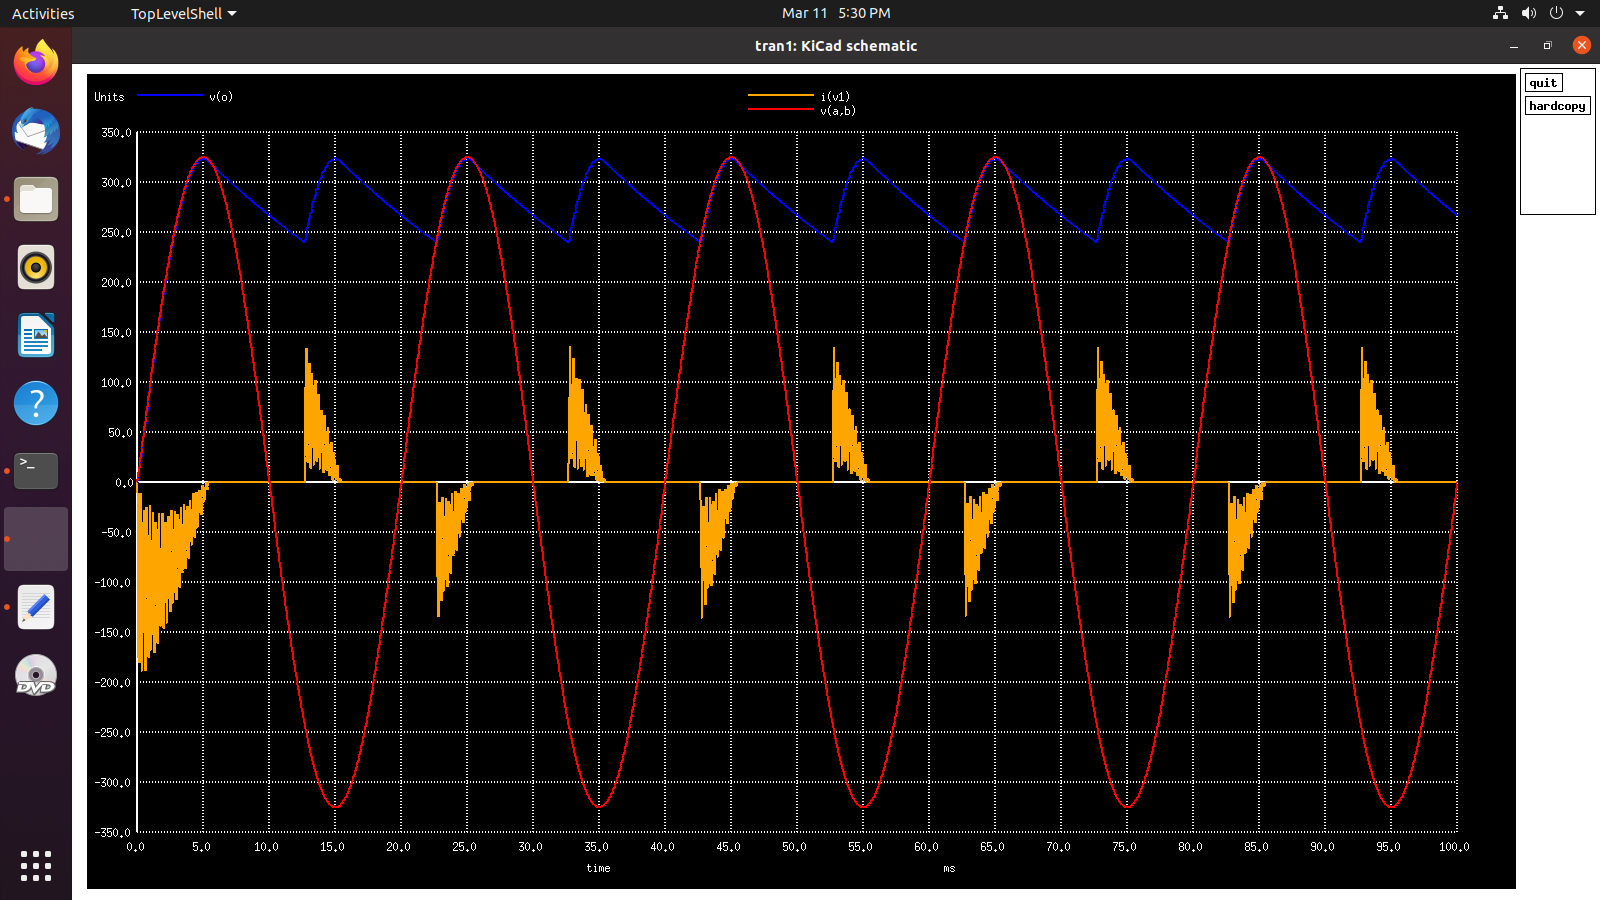 Activities
TopLevelShell
Mar 11 5:30 PM
tran1: KiCad schematic
quit
hardcopy
Units
v(o)
i(v1)
v(a,b)
350.0
300.0
250.0
200.0
150.0
100.0
50.0
0.0
-50.0
-100.0
-150.0
-200.0
-250.0
-300.0
-350.0
0.0 5.0 10.0 15.0 20.0 25.0 30.0 35.0 40.0 45.0 50.0 55.0 60.0 65.0 70.0 75.0 80.0 85.0 90.0 95.0 100.0
time ms
>_
?
DVD